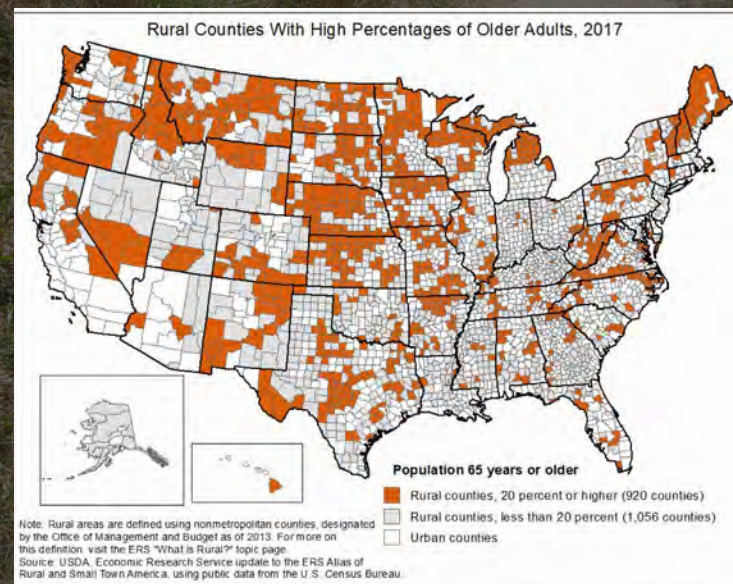 Rural Counties With High Percentages of Older Adults, 2017
Population 65 years or older
Rural counties, 20 percent or higher (920 counties)
Rural counties, less than 20 percent (1,056 counties)
Urban counties
Note: Rural areas are defined using nonmetropolitan counties, designated
by the Office of Management and Budget as of 2013. For more on
this definition visit the ERS "What is Rural?" topic page.
Source: USDA, Economic Research Service update to the ERS Atlas of
Rural and Small Town America, using public data from the U.S. Census Bureau.